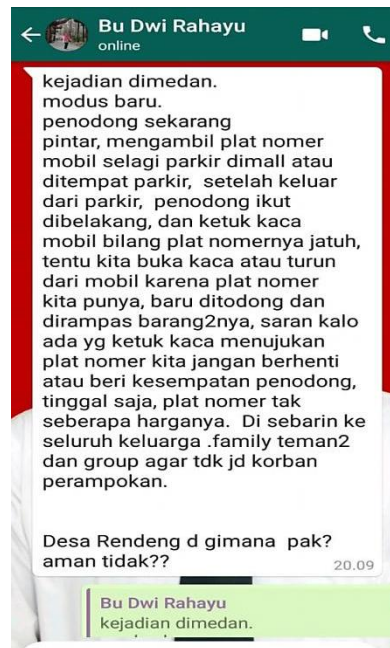 Bu Dwi Rahayu
online
kejadian dimedan.
modus baru.
penodong sekarang
pintar, mengambil plat nomer
mobil selagi parkir dimall atau
ditempat parkir, setelah keluar
dari parkir, penodong ikut
dibelakang, dan ketuk kaca
mobil bilang plat nomernya jatuh,
tentu kita buka kaca atau turun
dari mobil karena plat nomer
kita punya, baru ditodong dan
dirampas barang2nya, saran kalo
ada yg ketuk kaca menujukan
plat nomer kita jangan berhenti
atau beri kesempatan penodong,
tinggal saja, plat nomer tak
seberapa harganya. Di sebarin ke
seluruh keluarga .family teman2
dan group agar tdk jd korban
perampokan.
Desa Rendeng d gimana pak?
aman tidak??
20.09
Bu Dwi Rahayu
kejadian dimedan.